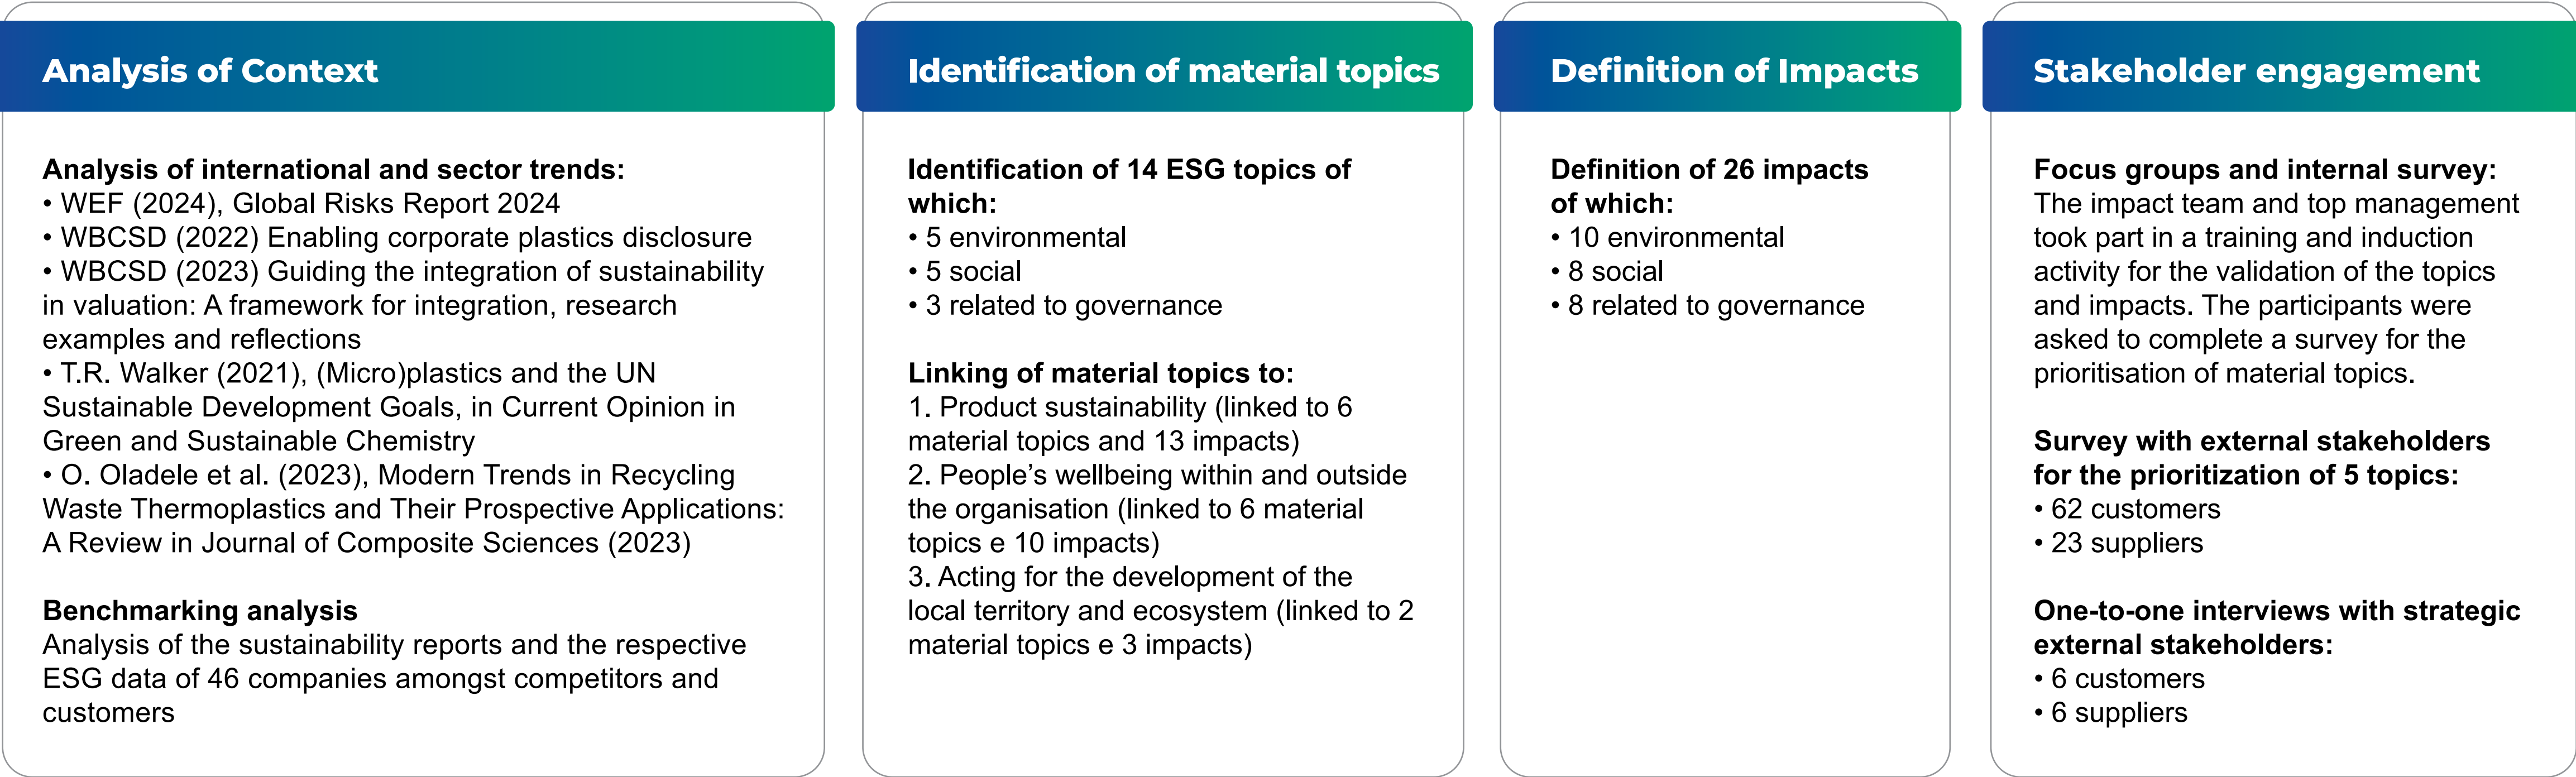 Analysis of Context
Analysis of international and sector trends:
• WEF (2024), Global Risks Report 2024
• WBCSD (2022) Enabling corporate plastics disclosure
• WBCSD (2023) Guiding the integration of sustainability
in valuation: A framework for integration, research
examples and reflections
• T.R. Walker (2021), (Micro)plastics and the UN
Sustainable Development Goals, in Current Opinion in
Green and Sustainable Chemistry
• O. Oladele et al. (2023), Modern Trends in Recycling
Waste Thermoplastics and Their Prospective Applications:
A Review in Journal of Composite Sciences (2023)
Benchmarking analysis
Analysis of the sustainability reports and the respective
ESG data of 46 companies amongst competitors and
customers
Identification of material topics
Identification of 14 ESG topics of
which:
• 5 environmental
• 5 social
• 3 related to governance
Linking of material topics to:
1. Product sustainability (linked to 6
material topics and 13 impacts)
2. People’s wellbeing within and outside
the organisation (linked to 6 material
topics e 10 impacts)
3. Acting for the development of the
local territory and ecosystem (linked to 2
material topics e 3 impacts)
Definition of Impacts
Definition of 26 impacts
of which:
• 10 environmental
• 8 social
• 8 related to governance
Stakeholder engagement
Focus groups and internal survey:
The impact team and top management
took part in a training and induction
activity for the validation of the topics
and impacts. The participants were
asked to complete a survey for the
prioritisation of material topics.
Survey with external stakeholders
for the prioritization of 5 topics:
• 62 customers
• 23 suppliers
One-to-one interviews with strategic
external stakeholders:
• 6 customers
• 6 suppliers